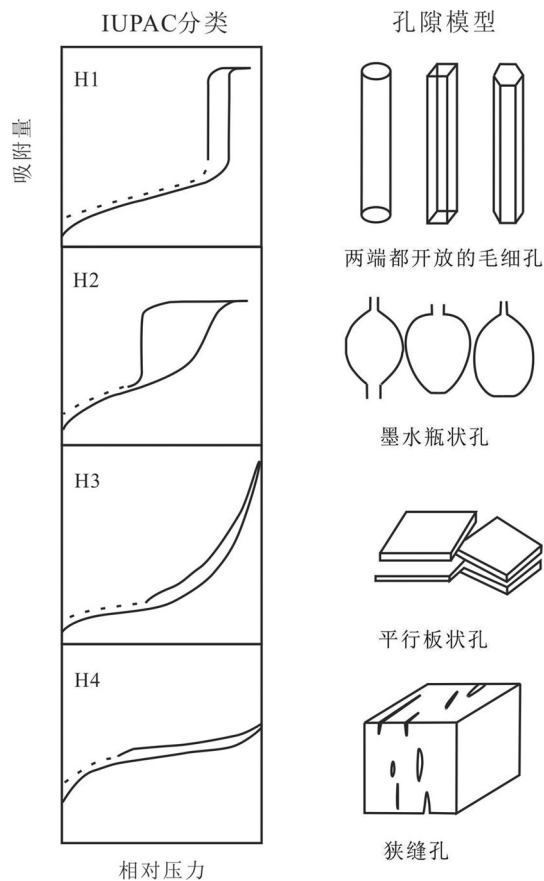 IUPAC分类
孔隙模型
吸附量
H1
两端都开放的毛细孔
H2
墨水瓶状孔
H3
平行板状孔
H4
狭缝孔
相对压力